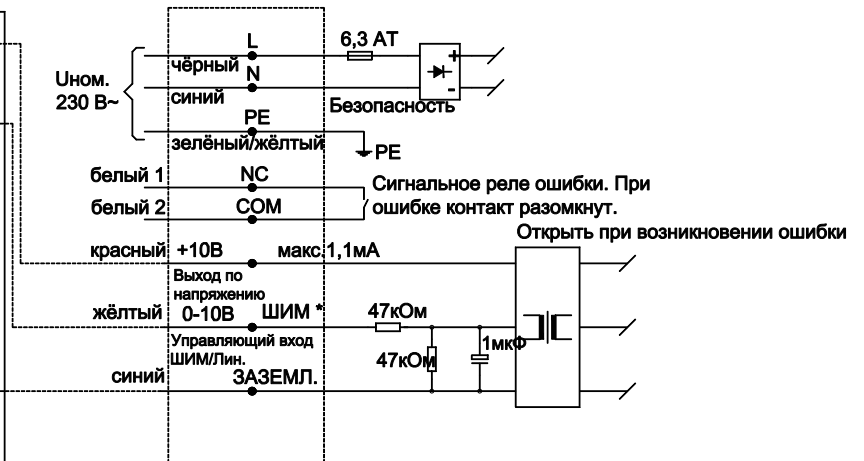 L
6,3 АТ
чёрный
+
Uном.
230 В~
N
синий
-
Безопасность
PE
зелёный/жёлтый
PE
белый 1
NC
Сигнальное реле ошибки. При
белый 2
COM
ошибке контакт разомкнут.
Открыть при возникновении ошибки
красный
+10В
макс.1,1мА
Выход по
напряжению
жёлтый
0-10В
ШИМ *
47кОм
Управляющий вход
ШИМ/Лин.
47кОм
1мкФ
синий
ЗАЗЕМЛ.